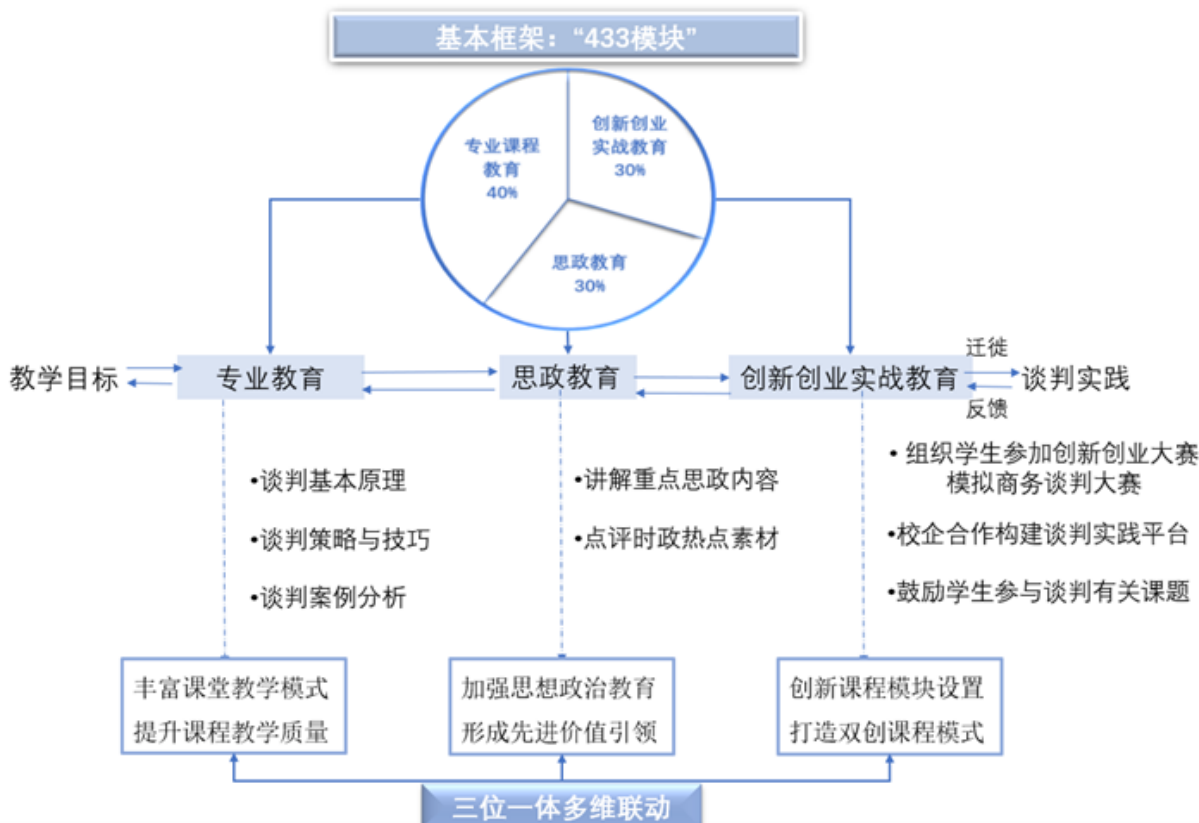 基本框架：“433模块”
专业课程
教育
40%
创新创业
实战教育
30%
思政教育
30%
教学目标
专业教育
思政教育
创新创业实战教育
迁徙
反馈
谈判实践
•谈判基本原理
•谈判策略与技巧
•谈判案例分析
•讲解重点思政内容
•点评时政热点素材
• 组织学生参加创新创业大赛
模拟商务谈判大赛
•校企合作构建谈判实践平台
•鼓励学生参与谈判有关课题
丰富课堂教学模式
提升课程教学质量
加强思想政治教育
形成先进价值引领
创新课程模块设置
打造双创课程模式
三位一体多维联动